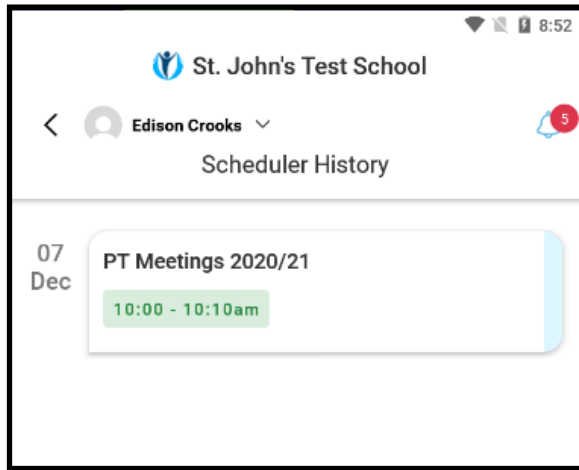 8:52
St. John's Test School
Edison Crooks
5
Scheduler History
07
Dec
PT Meetings 2020/21
10:00 - 10:10am